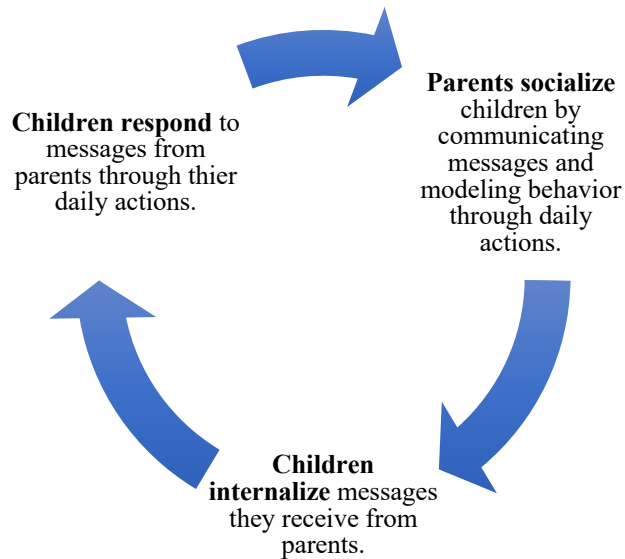 Parents socialize
children by
communicating
messages and
modeling behavior
through daily
actions.
Children
internalize messages
they receive from
parents.
Children respond to
messages from
parents through thier
daily actions.